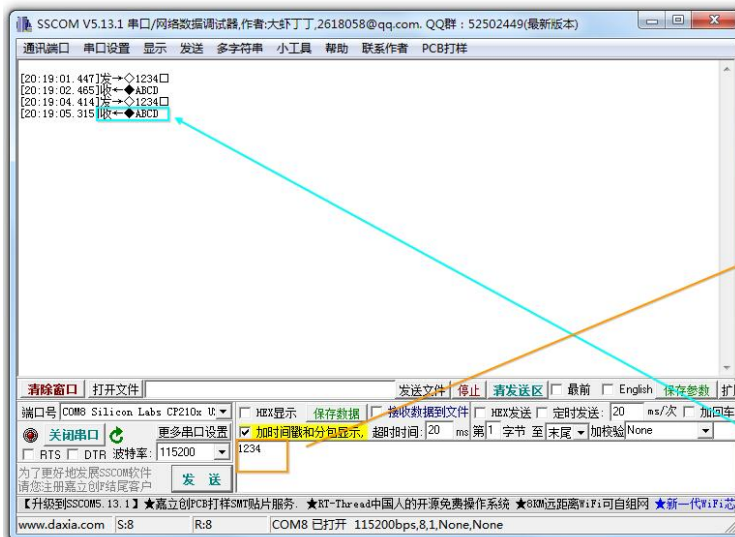 SSCOM V5.13.1 串口/网络数据调试器,作者:大虾丁丁,2618058@qq.com. QQ群：52502449(最新版本)
通讯端口 串口设置 显示 发送 多字符串 小工具 帮助 联系作者 PCB打样
[20:19:01.447]发→◇1234□
[20:19:02.465]收←◆ABCD
[20:19:04.414]发→◇1234□
[20:19:05.315]收←◆ABCD
清除窗口 打开文件 发送文件 停止 清发送区 最前 English 保存参数 扩
端口号 COM8 Silicon Labs CP210x U HEX显示 保存数据 接收数据到文件 HEX发送 定时发送: 20 ms/次 加回车
关闭串口 更多串口设置 加时间戳和分包显示, 超时时间: 20 ms 第1 字节 至 末尾 加校验 None
RTS DTR 波特率: 115200 1234
为了更好地发展SSCOM软件
请您注册嘉立创F结尾客户 发 送
【升级到SSCOM5.13.1】★嘉立创PCB打样SMT贴片服务. ★RT-Thread中国人的开源免费操作系统 ★8KM远距离WiFi可自组网 ★新一代WiFi芯
www.daxia.com S:8 R:8 COM8 已打开 115200bps,8,1,None,None